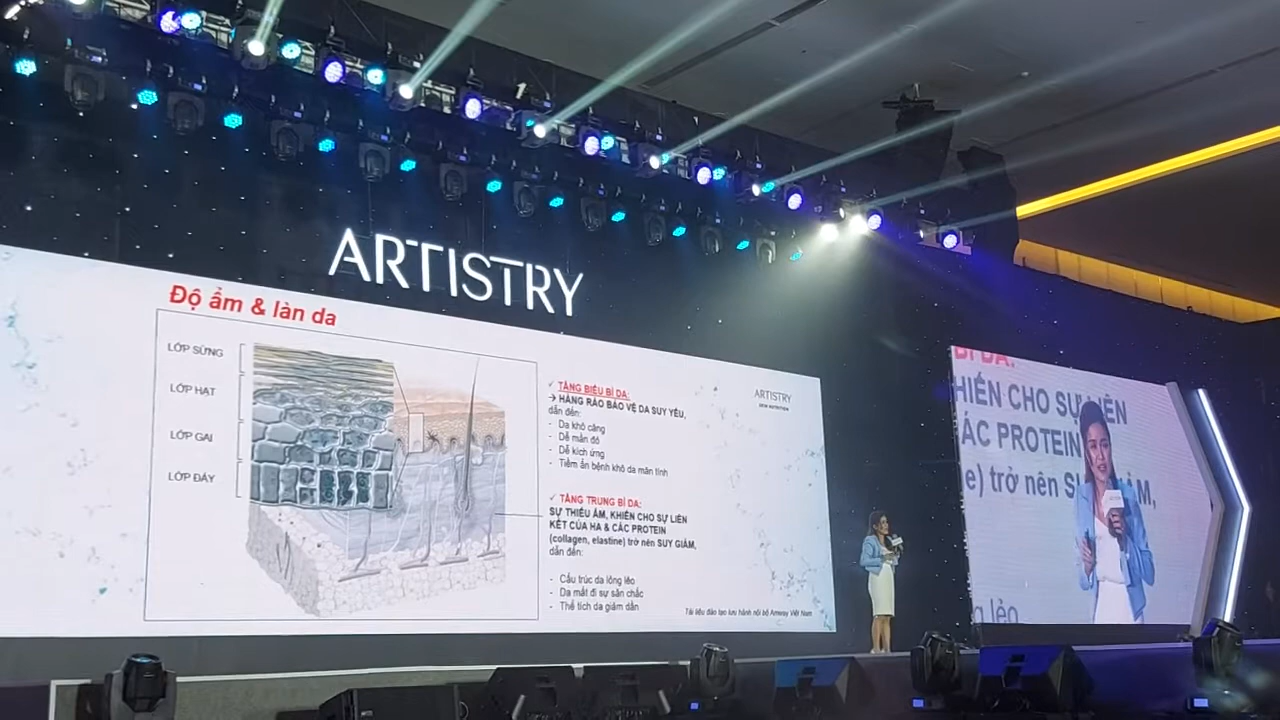 ARTISTRY
Độ ẩm & làn da
LỚP SỪNG
LỚP HẠT
LỚP GAI
LỚP ĐÁY
✓ TẦNG BIỂU BÌ DA:
→ HÀNG RÀO BẢO VỆ DA SUY YẾU,
dẫn đến:
- Da khô căng
- Dễ mẩn đỏ
- Dễ kích ứng
- Tiềm ẩn bệnh khô da mãn tính
✓ TẦNG TRUNG BÌ DA:
SỰ THIẾU ẨM, KHIẾN CHO SỰ LIÊN
KẾT CỦA HA & CÁC PROTEIN
(collagen, elastine) trở nên SUY GIẢM,
dẫn đến:
- Cấu trúc da lỏng lẻo
- Da mất đi sự săn chắc
- Thể tích da giảm dần
ARTISTRY
SKIN NUTRITION
Tài liệu đào tạo lưu hành nội bộ Amway Việt Nam
BÌ DA:
HIẾN CHO SỰ LIÊN
ÁC PROTEIN
e) trở nên
lẻo